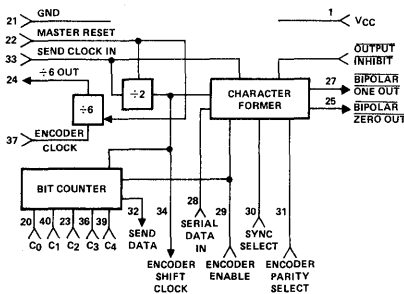 21 GND
1 VCC
22 MASTER RESET
33 SEND CLOCK IN
OUTPUT
INHIBIT
24 ÷6 OUT
27 BIPOLAR
ONE OUT
÷2
CHARACTER
FORMER
25 BIPOLAR
ZERO OUT
÷6
37 ENCODER
CLOCK
BIT COUNTER
20 40 23 36 39
C0 C1 C2 C3 C4
32
SEND
DATA
34
ENCODER
SHIFT
CLOCK
28
SERIAL
DATA
IN
29
ENCODER
ENABLE
30
SYNC
SELECT
31
ENCODER
PARITY
SELECT